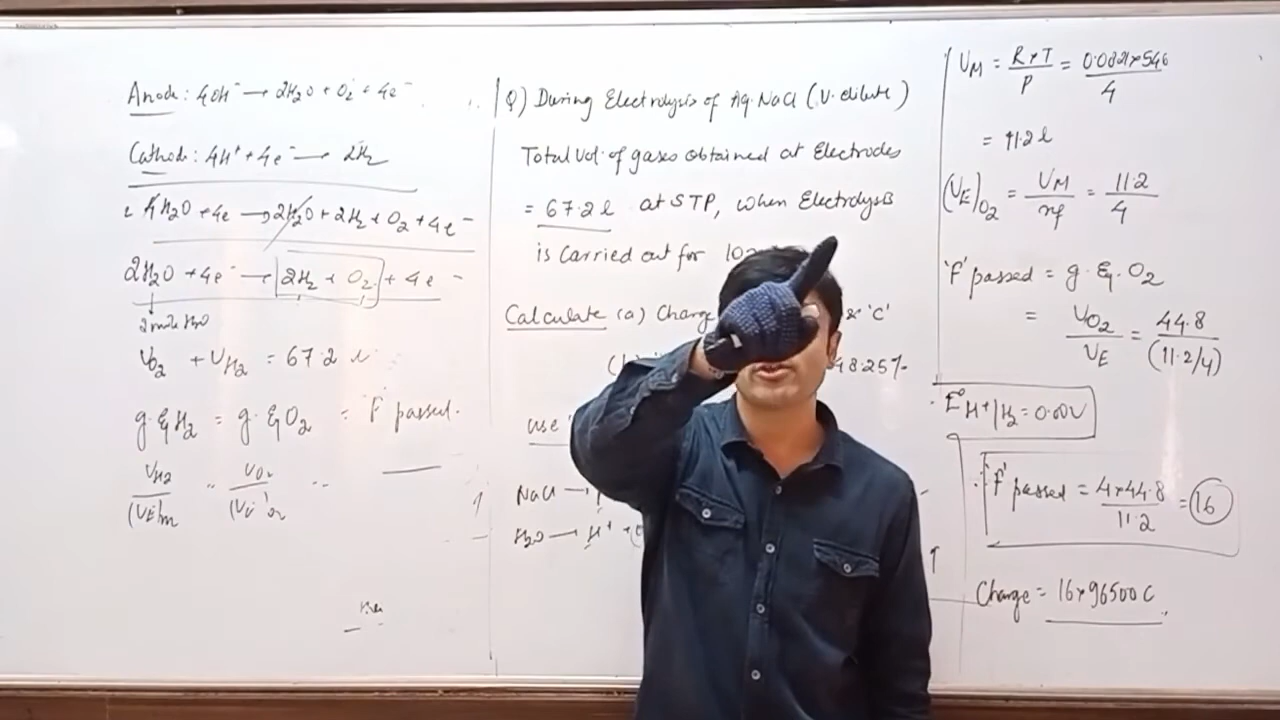 Anode: 4OH⁻ → 2H₂O + O₂ + 4e⁻
Cathode: 4H⁺ + 4e⁻ → 2H₂
4H₂O + 4e → 2H₂O + 2H₂ + O₂ + 4e⁻
2H₂O + 4e⁻ → 2H₂ + O₂ + 4e⁻
2 mole H₂O
V_O₂ + V_H₂ = 67.2 l
g.Eq H₂ = g.Eq O₂ = 'F' passed.
V_H₂ / (V_E)_H₂ = V_O₂ / (V_E)_O₂
Q) During Electrolysis of Aq. NaCl (V. dilute)
Total Vol. of gases obtained at Electrodes
= 67.2 l at STP, when Electrolysis
is Carried out for
Calculate (a) Charge & 'C'
48.25%
use
NaCl →
H₂O → H⁺ +
V_M = R×T / P = 0.0821×546 / 4
= 11.2 l
(V_E)_O₂ = V_M / nf = 11.2 / 4
'F' passed = g.Eq. O₂
= V_O₂ / V_E = 44.8 / (11.2/4)
E° H⁺/H₂ = 0.00V
∴ 'F' passed = 4×44.8 / 11.2 = 16
Charge = 16×96500 C